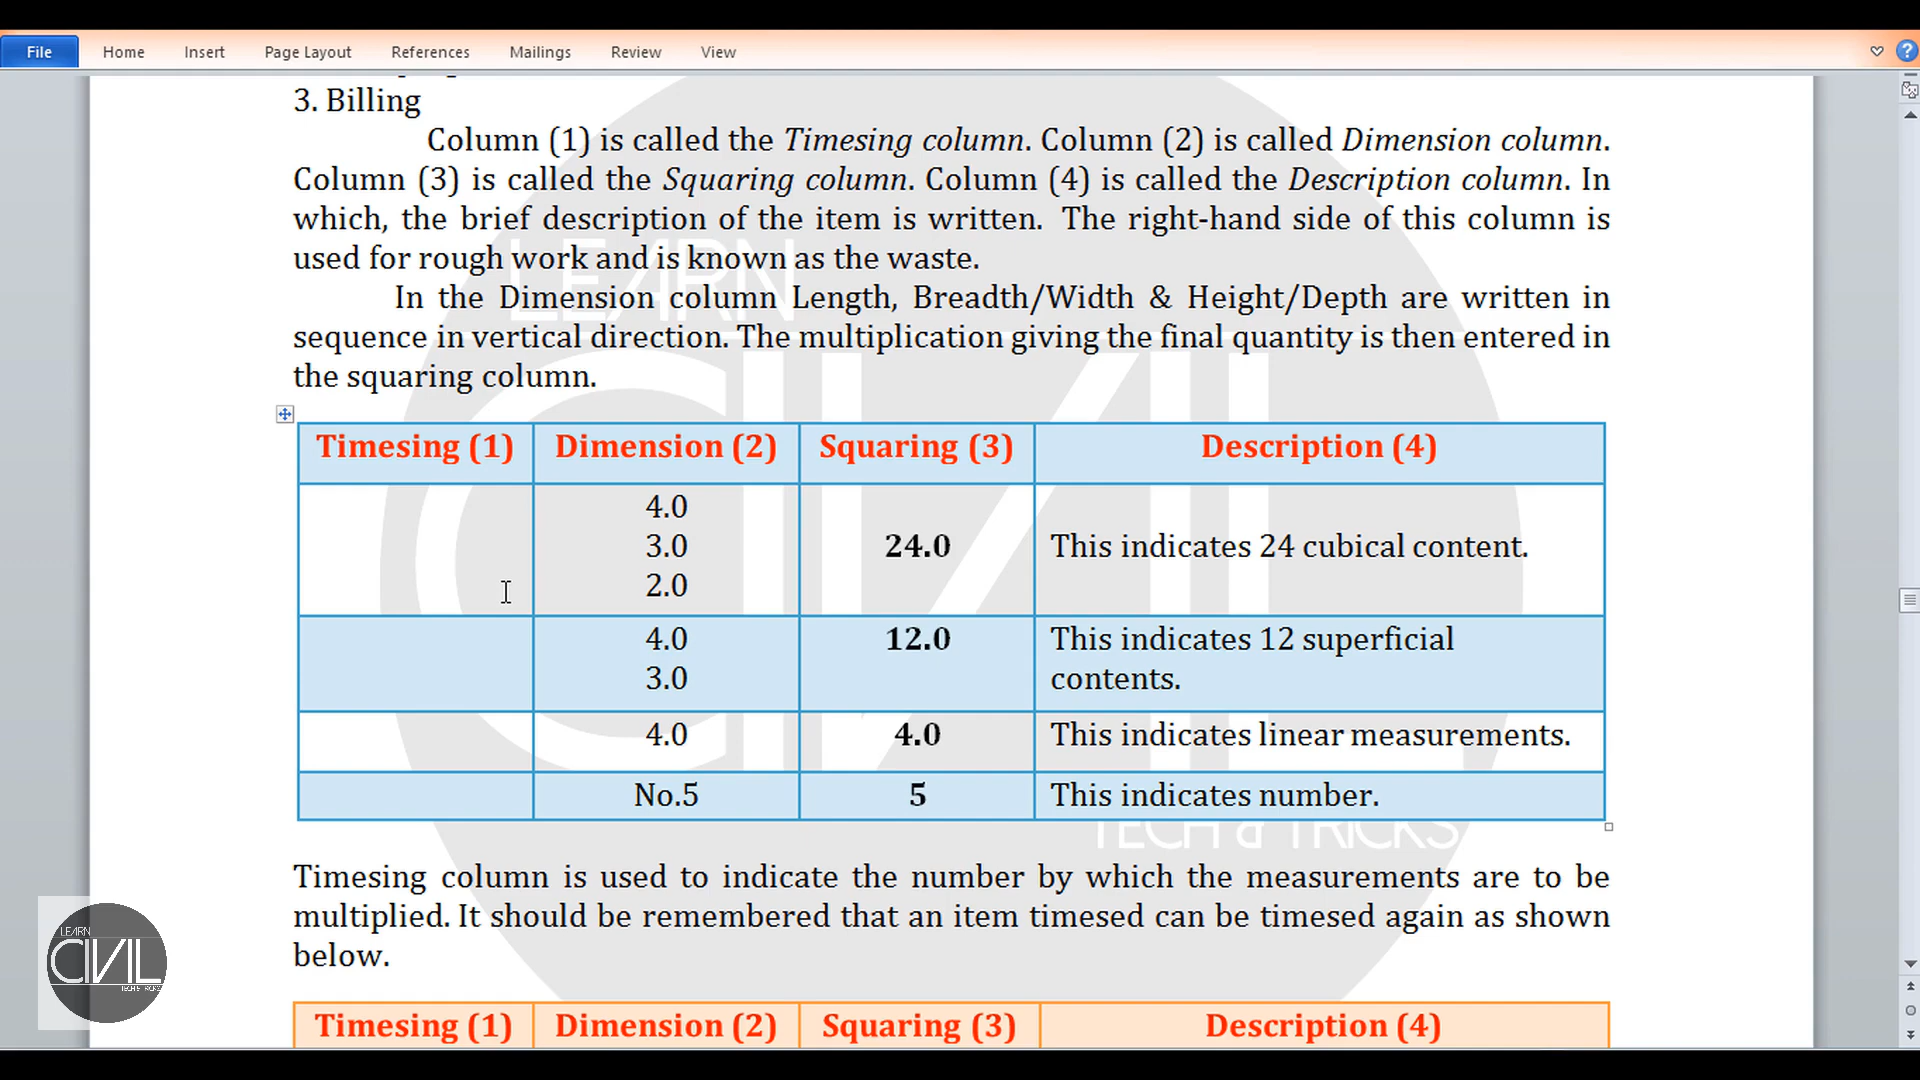 File Home Insert Page Layout References Mailings Review View
3. Billing
Column (1) is called the Timesing column. Column (2) is called Dimension column.
Column (3) is called the Squaring column. Column (4) is called the Description column. In
which, the brief description of the item is written. The right-hand side of this column is
used for rough work and is known as the waste.
In the Dimension column Length, Breadth/Width & Height/Depth are written in
sequence in vertical direction. The multiplication giving the final quantity is then entered in
the squaring column.
Timesing (1) Dimension (2) Squaring (3) Description (4)
4.0
3.0 24.0 This indicates 24 cubical content.
2.0
4.0 12.0 This indicates 12 superficial
3.0 contents.
4.0 4.0 This indicates linear measurements.
No.5 5 This indicates number.
Timesing column is used to indicate the number by which the measurements are to be
multiplied. It should be remembered that an item timesed can be timesed again as shown
below.
Timesing (1) Dimension (2) Squaring (3) Description (4)
LEARN
CIVIL
TECH & TRICKS
LEARN
CIVIL
TECH & TRICKS